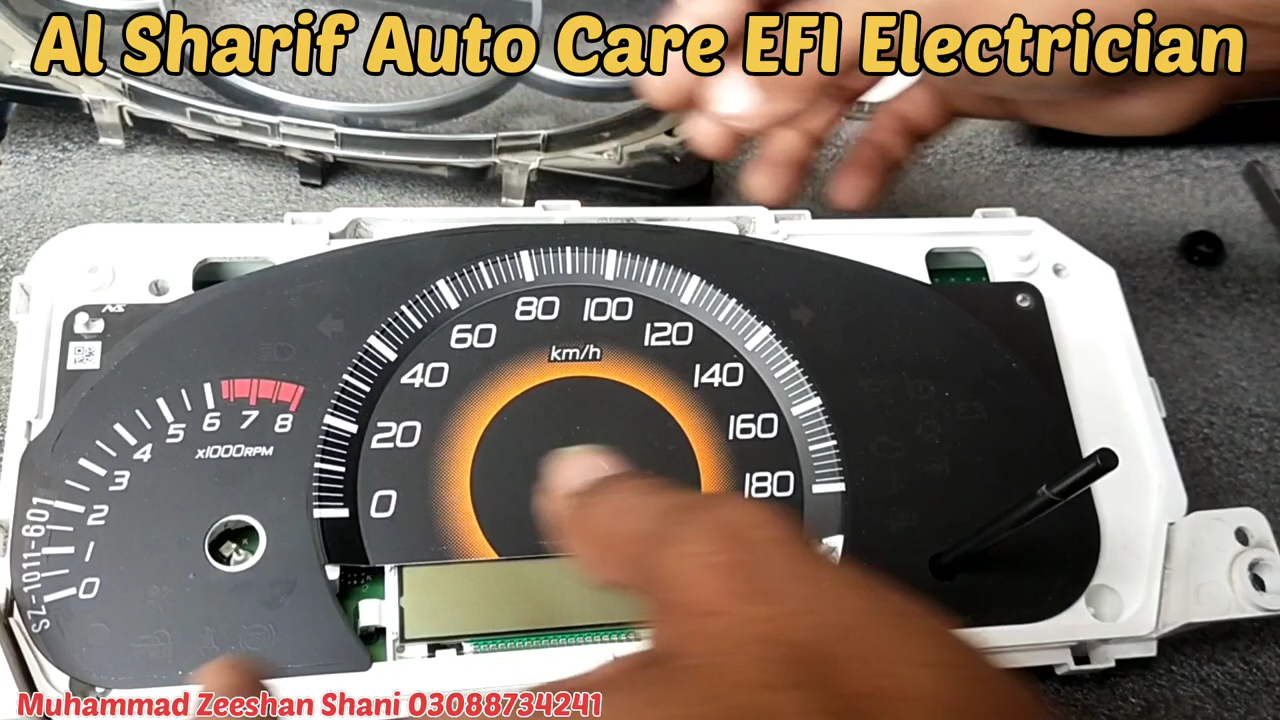 Al Sharif Auto Care EFI Electrician
80 100
60 120
km/h
40 140
6 7 8
5 160
20
4
x1000RPM
3
180
0
2
SZ-1011-601
1
0
Muhammad Zeeshan Shani 03088734241